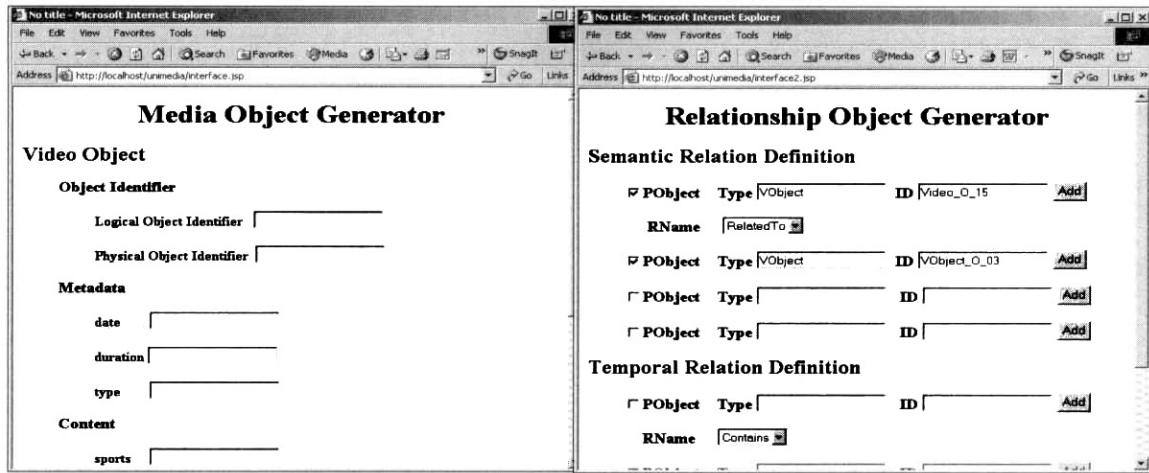 No title - Microsoft Internet Explorer
File Edit View Favorites Tools Help
Back Search Favorites Media » SnagIt
Address http://localhost/unimedia/interface.jsp Go Links
Media Object Generator
Video Object
Object Identifier
Logical Object Identifier
Physical Object Identifier
Metadata
date
duration
type
Content
sports
No title - Microsoft Internet Explorer
File Edit View Favorites Tools Help
Back Search Favorites Media » SnagIt
Address http://localhost/unimedia/interface2.jsp Go Links »
Relationship Object Generator
Semantic Relation Definition
PObject Type VObject ID Video_O_15 Add
RName RelatedTo
PObject Type VObject ID VObject_O_03 Add
PObject Type ID Add
PObject Type ID Add
Temporal Relation Definition
PObject Type ID Add
RName Contains